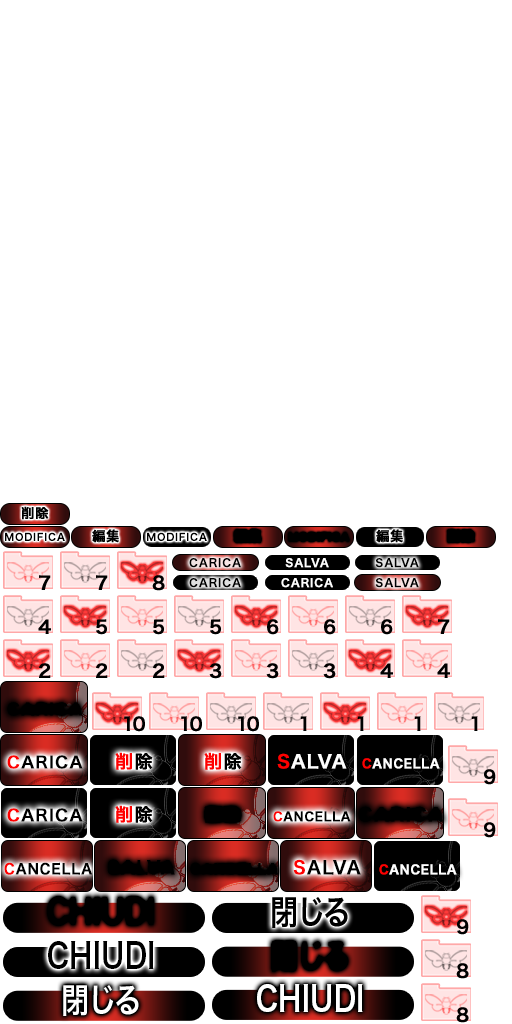 削除
MODIFICA 編集 MODIFICA 編集
7 7 8 CARICA SALVA SALVA
CARICA CARICA SALVA
4 5 5 5 6 6 6 7
2 2 2 3 3 3 4 4
10 10 10 1 1 1 1
CARICA 削除 削除 SALVA CANCELLA 9
CARICA 削除 CANCELLA 9
CANCELLA SALVA CANCELLA
CHIUDI 閉じる 9
CHIUDI 閉じる 8
閉じる CHIUDI 8